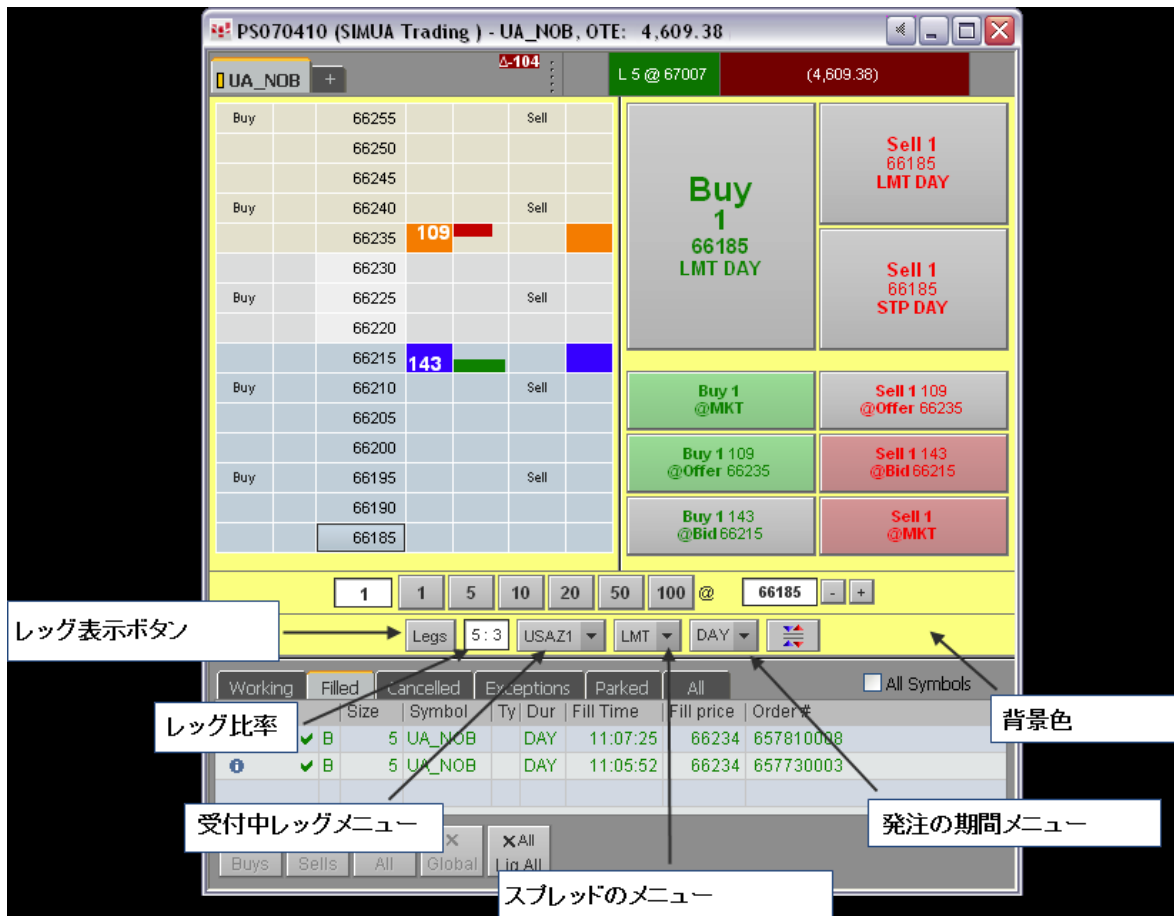 PS070410 (SIMUA Trading ) - UA_NOB, OTE: 4,609.38
UA_NOB
+
Δ-104
L 5 @ 67007
(4,609.38)
Buy 66255 Sell
66250
66245
Buy 66240 Sell
66235 109
66230
Buy 66225 Sell
66220
66215 143
Buy 66210 Sell
66205
66200
Buy 66195 Sell
66190
66185
Buy
1
66185
LMT DAY
Sell 1
66185
LMT DAY
Sell 1
66185
STP DAY
Buy 1
@MKT
Sell 1 109
@Offer 66235
Buy 1 109
@Offer 66235
Sell 1 143
@Bid 66215
Buy 1 143
@Bid 66215
Sell 1
@MKT
1 1 5 10 20 50 100 @ 66185 - +
レッグ表示ボタン
Legs 5 : 3 USAZ1 LMT DAY
Working Filled Cancelled Exceptions Parked All All Symbols
Size Symbol Ty Dur Fill Time Fill price Order #
レッグ比率
背景色
B 5 UA_NOB DAY 11:07:25 66234 657810008
B 5 UA_NOB DAY 11:05:52 66234 657730003
受付中レッグメニュー
発注の期間メニュー
X X All
Buys Sells All Global Liq All
スプレッドのメニュー